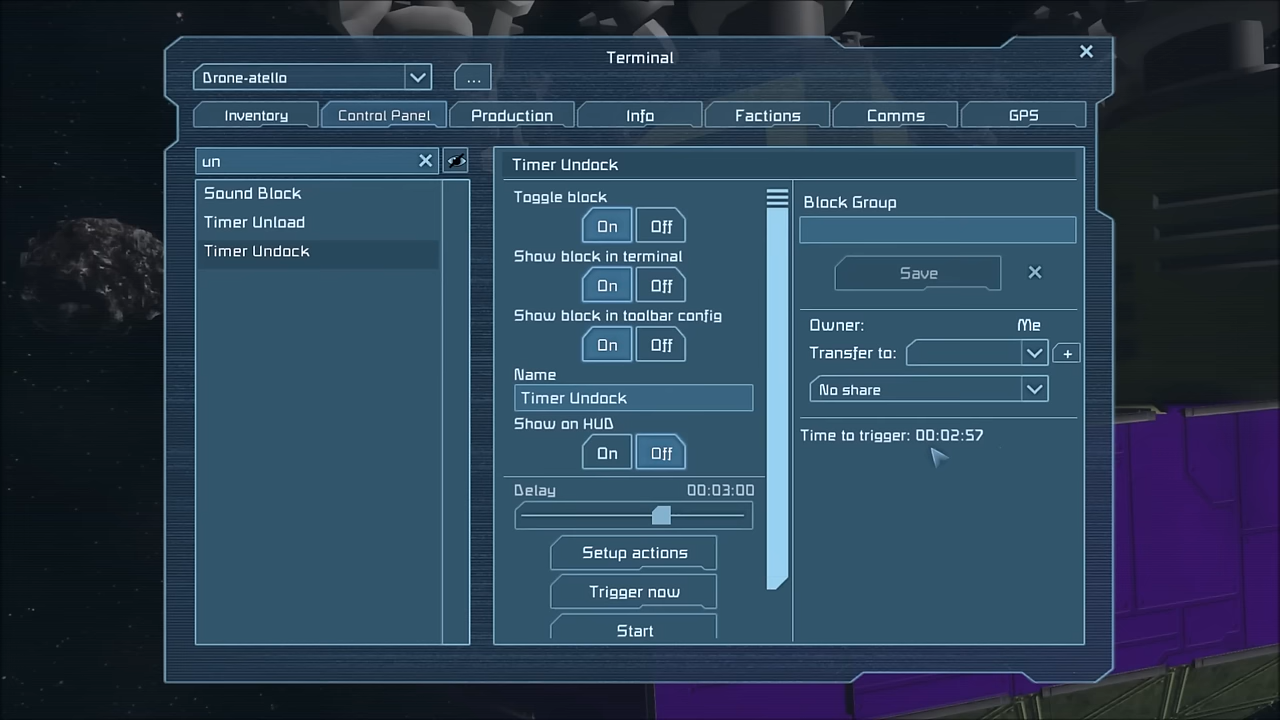 Terminal
Drone-atello
...
Inventory
Control Panel
Production
Info
Factions
Comms
GPS
un
Sound Block
Timer Unload
Timer Undock
Timer Undock
Toggle block
On Off
Show block in terminal
On Off
Show block in toolbar config
On Off
Name
Timer Undock
Show on HUD
On Off
Delay 00:03:00
Setup actions
Trigger now
Start
Block Group
Save
Owner: Me
Transfer to:
+
No share
Time to trigger: 00:02:57